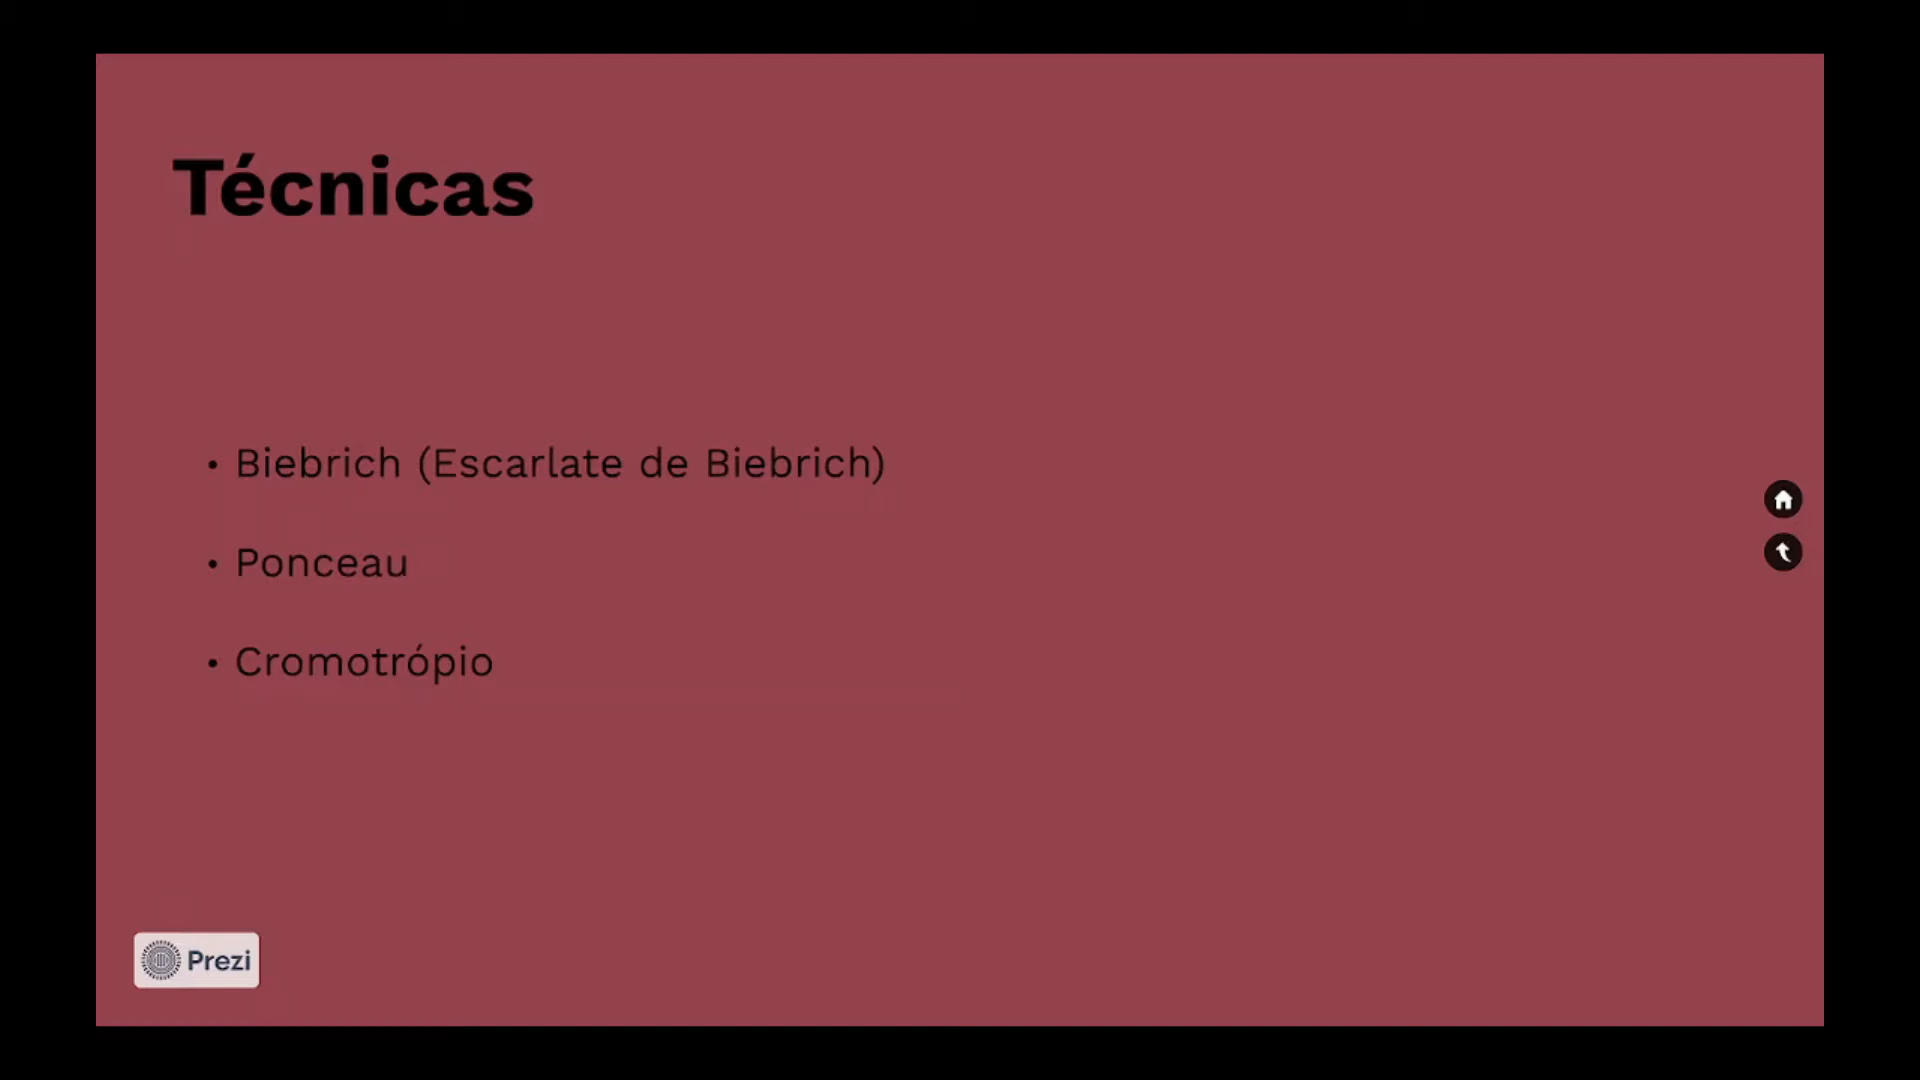 Técnicas
• Biebrich (Escarlate de Biebrich)
• Ponceau
• Cromotrópio
Prezi